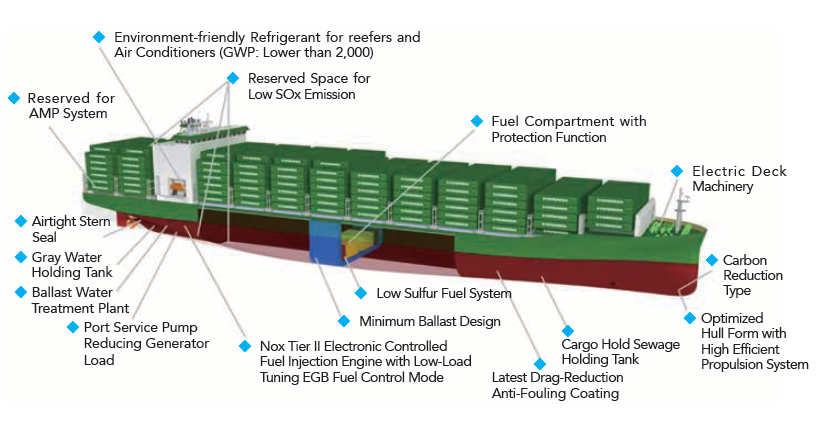 Environment-friendly Refrigerant for reefers and
Air Conditioners (GWP: Lower than 2,000)
Reserved Space for
Low SOx Emission
Reserved for
AMP System
Fuel Compartment with
Protection Function
Electric Deck
Machinery
Airtight Stern
Seal
Gray Water
Holding Tank
Ballast Water
Treatment Plant
Port Service Pump
Reducing Generator
Load
Low Sulfur Fuel System
Minimum Ballast Design
Nox Tier II Electronic Controlled
Fuel Injection Engine with Low-Load
Tuning EGB Fuel Control Mode
Carbon
Reduction
Type
Optimized
Hull Form with
High Efficient
Propulsion System
Cargo Hold Sewage
Holding Tank
Latest Drag-Reduction
Anti-Fouling Coating